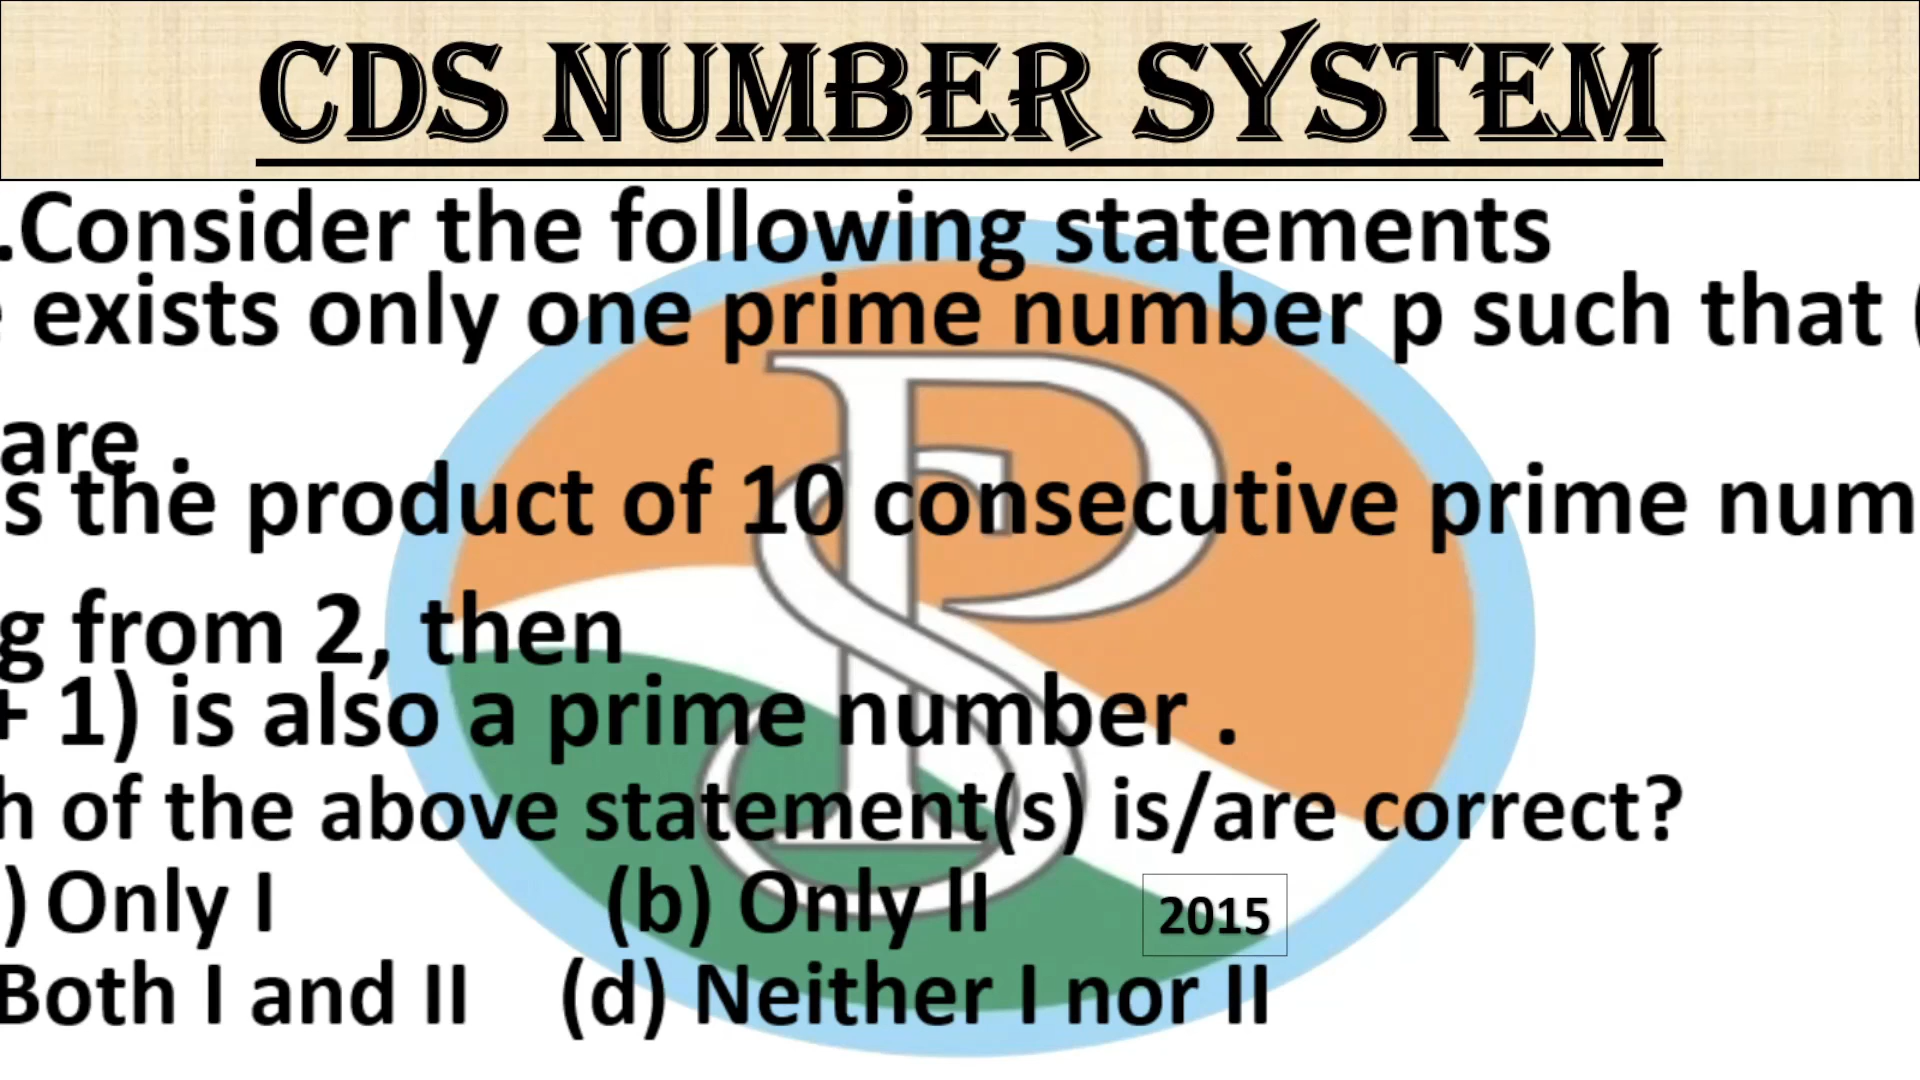 CDS NUMBER SYSTEM
.Consider the following statements
exists only one prime number p such that (
are .
s the product of 10 consecutive prime num
g from 2, then
+ 1) is also a prime number .
h of the above statement(s) is/are correct?
) Only I (b) Only lI 2015
Both I and II (d) Neither I nor II